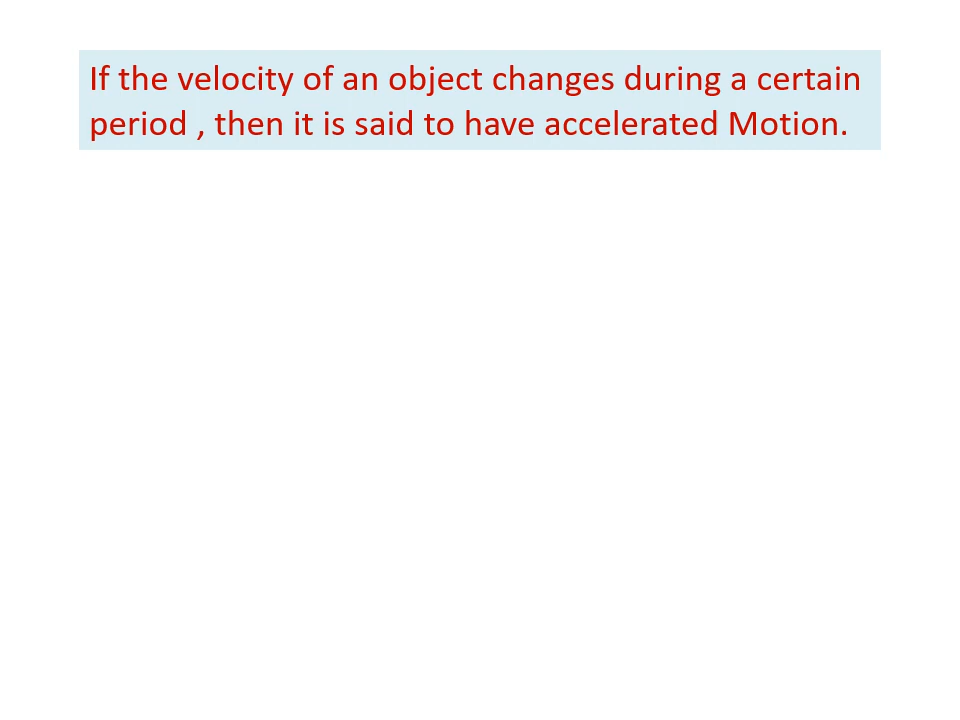 If the velocity of an object changes during a certain
period , then it is said to have accelerated Motion.